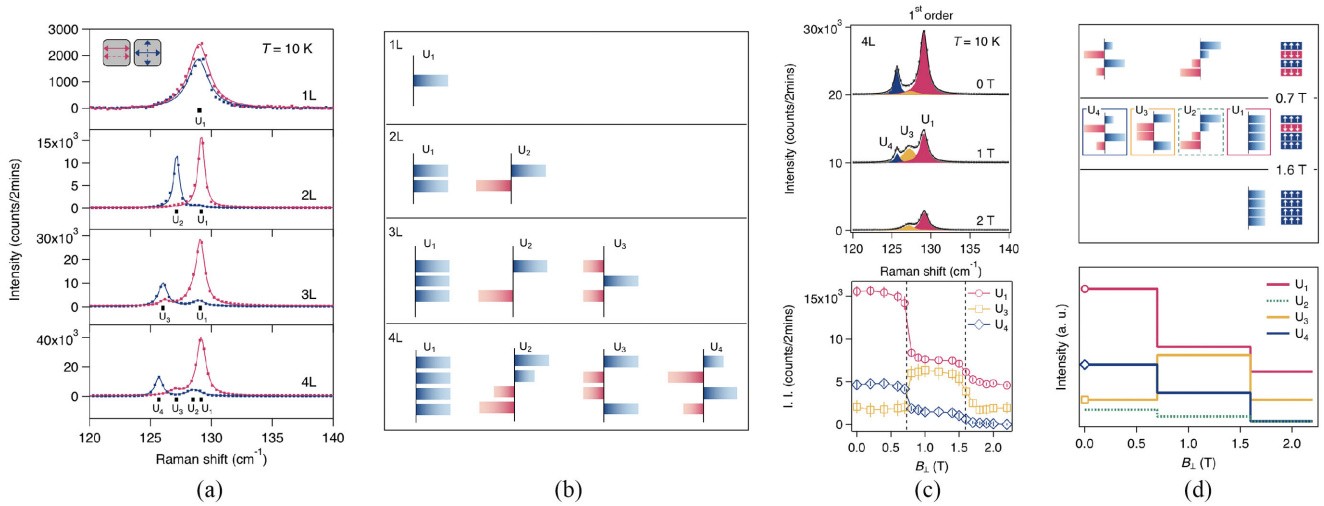 3000
2500
2000
1500
1000
500
0
T = 10 K
1L
U1
15x10³
10
5
0
2L
U2 U1
30x10³
20
10
0
3L
U3 U1
40x10³
20
0
4L
U4 U3 U2 U1
120 125 130 135 140
Raman shift (cm⁻¹)
Intensity (counts/2mins)
(a)
1L
U1
2L
U1 U2
3L
U1 U2 U3
4L
U1 U2 U3 U4
(b)
1st order
30x10³
4L
T = 10 K
20
0 T
U4 U3 U1
10
1 T
0
2 T
120 125 130 135 140
Raman shift (cm⁻¹)
Intensity (counts/2mins)
15x10³
10
5
0
U1
U3
U4
0.0 0.5 1.0 1.5 2.0
B⊥ (T)
I. I. (counts/2mins)
(c)
0.7 T
U4 U3 U2 U1
1.6 T
U1
U2
U3
U4
Intensity (a. u.)
0.0 0.5 1.0 1.5 2.0
B⊥ (T)
(d)